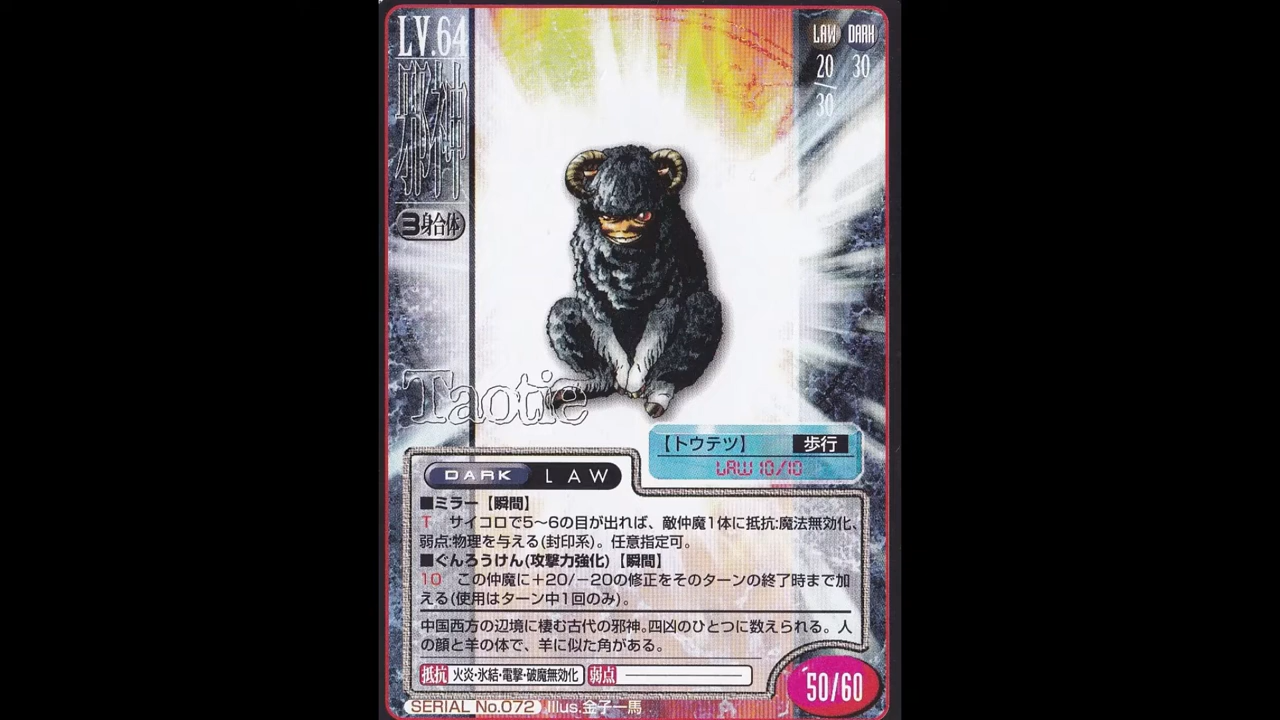 LV.64
邪神
3身合体
LAW DARK
20/30 30
Taotie
【トウテツ】 歩行
LAW 10/10
DARK LAW
■ミラー【瞬間】
T サイコロで5〜6の目が出れば、敵仲魔1体に抵抗:魔法無効化、
弱点:物理を与える(封印系)。任意指定可。
■ぐんろうけん(攻撃力強化)【瞬間】
10 この仲魔に+20/−20の修正をそのターンの終了時まで加
える(使用はターン中1回のみ)。
中国西方の辺境に棲む古代の邪神。四凶のひとつに数えられる。人
の顔と羊の体で、羊に似た角がある。
抵抗 火炎・氷結・電撃・破魔無効化 弱点
50/60
SERIAL No.072 Illus.金子一馬